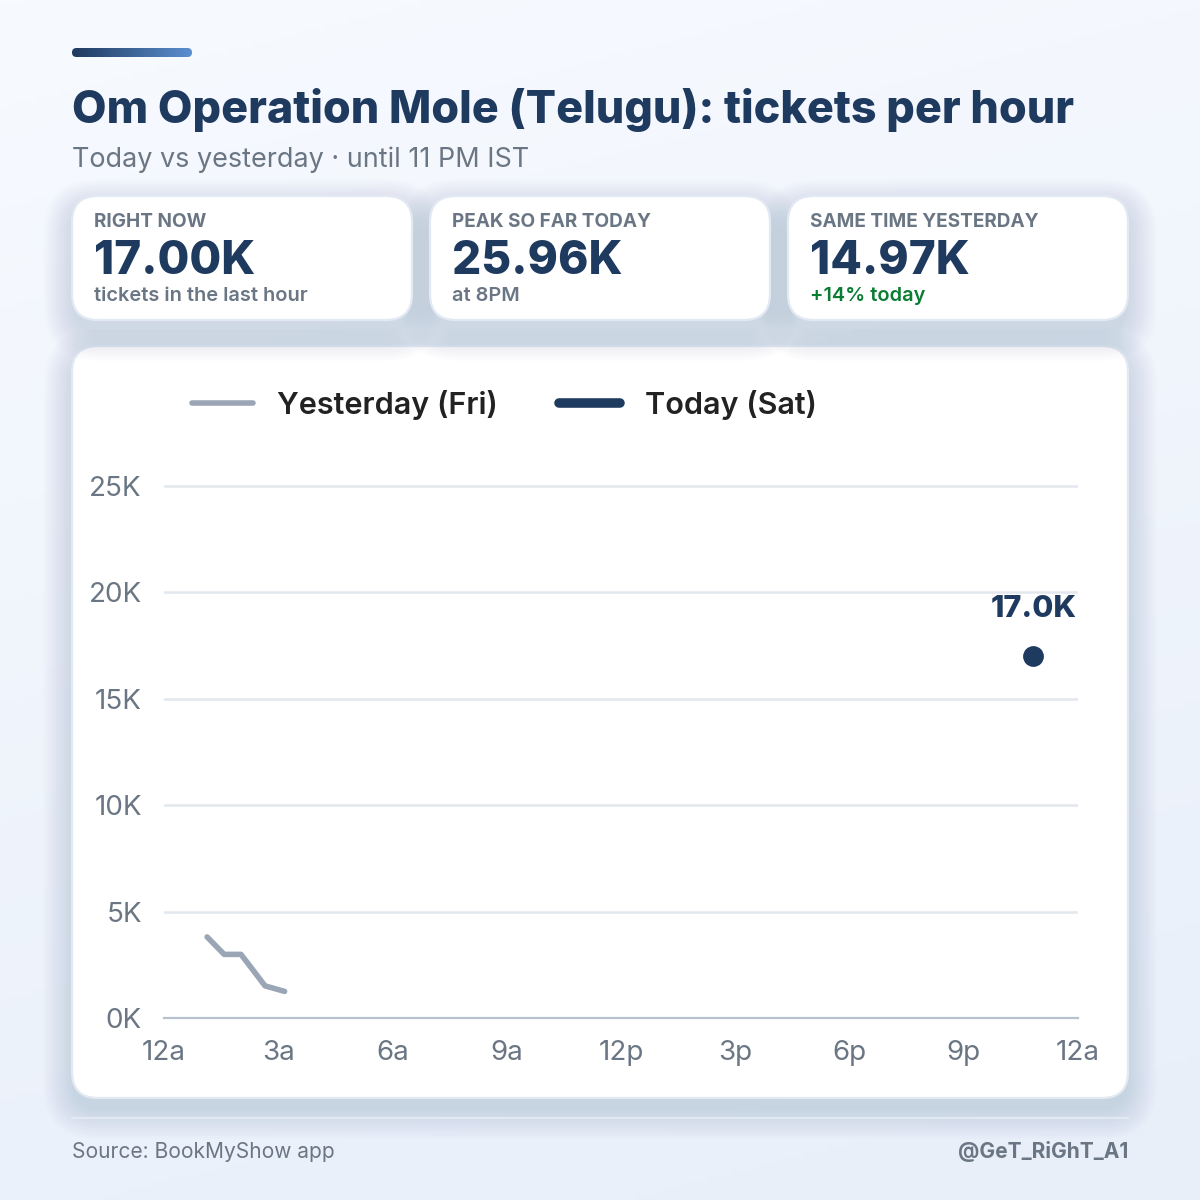 Om Operation Mole (Telugu): tickets per hour
Today vs yesterday · until 11 PM IST
RIGHT NOW
17.00K
tickets in the last hour
PEAK SO FAR TODAY
25.96K
at 8PM
SAME TIME YESTERDAY
14.97K
+14% today
Yesterday (Fri)
Today (Sat)
25K
20K
17.0K
15K
10K
5K
0K
12a 3a 6a 9a 12p 3p 6p 9p 12a
Source: BookMyShow app
@GeT_RiGhT_A1